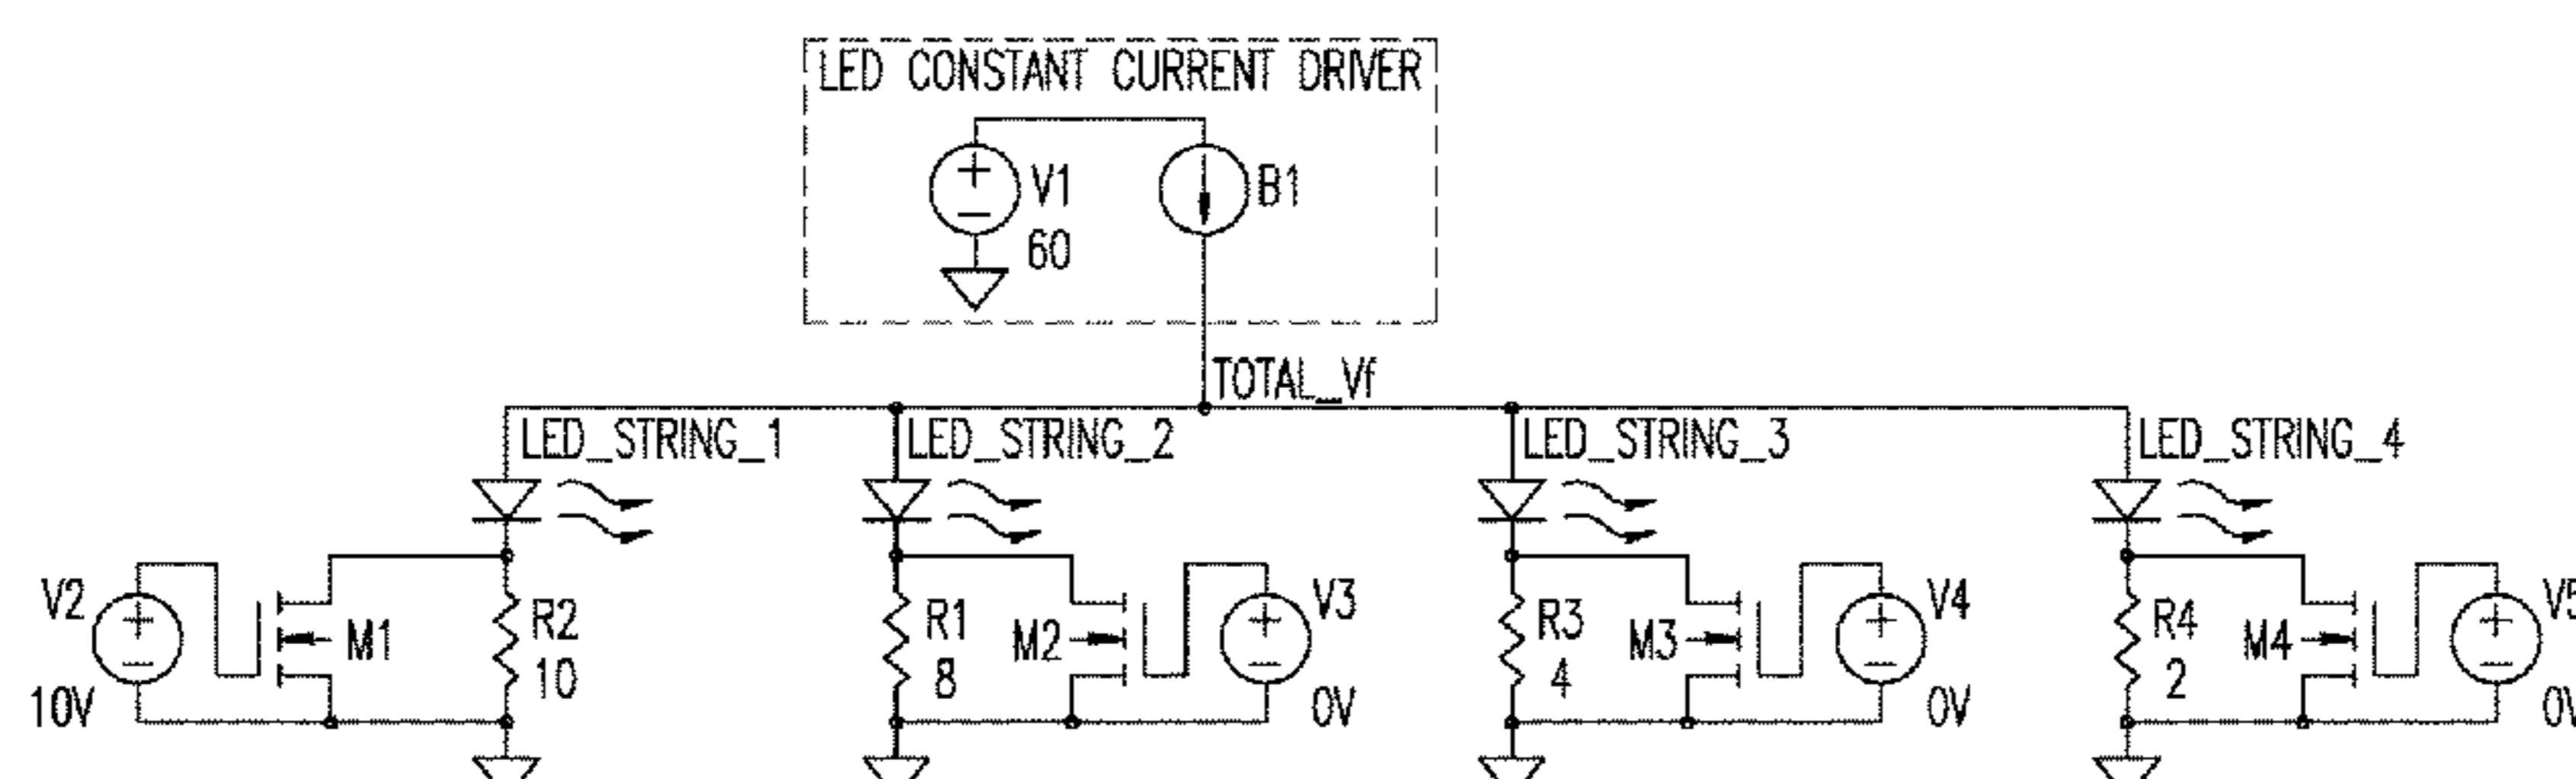 LED CONSTANT CURRENT DRIVER
+ V1
− 60
B1
TOTAL_Vf
LED_STRING_1
LED_STRING_2
LED_STRING_3
LED_STRING_4
V2
+
−
10V
M1
R2
10
R1
8
M2
V3
+
−
0V
R3
4
M3
V4
+
−
0V
R4
2
M4
V5
+
−
0V